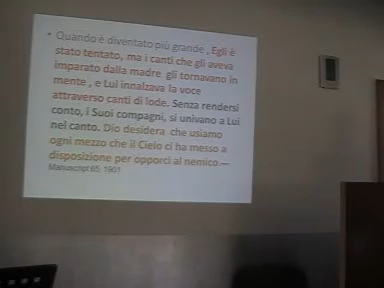 • Quando è diventato più grande , Egli è
stato tentato, ma i canti che gli aveva
imparato dalla madre gli tornavano in
mente , e Lui innalzava la voce
attraverso canti di lode. Senza rendersi
conto, i Suoi compagni, si univano a Lui
nel canto. Dio desidera che usiamo
ogni mezzo che il Cielo ci ha messo a
disposizione per opporci al nemico.—
Manuscript 65, 1901